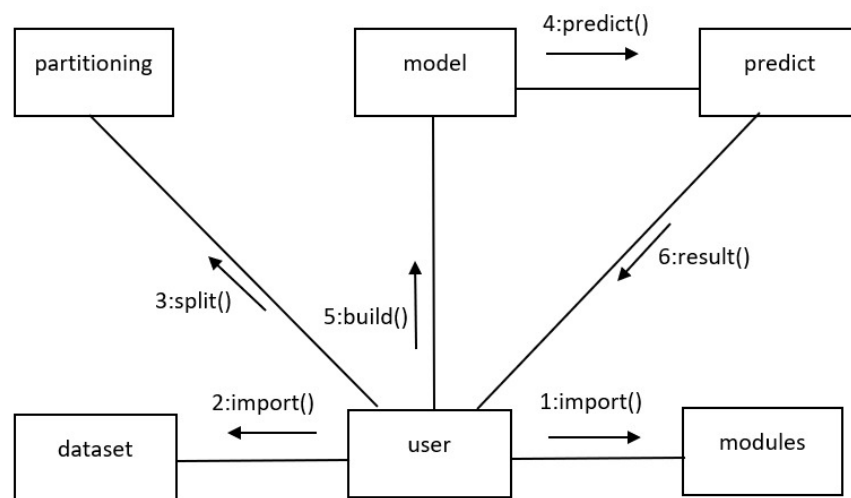 4:predict()
partitioning
model
predict
6:result()
3:split()
5:build()
2:import()
1:import()
dataset
user
modules